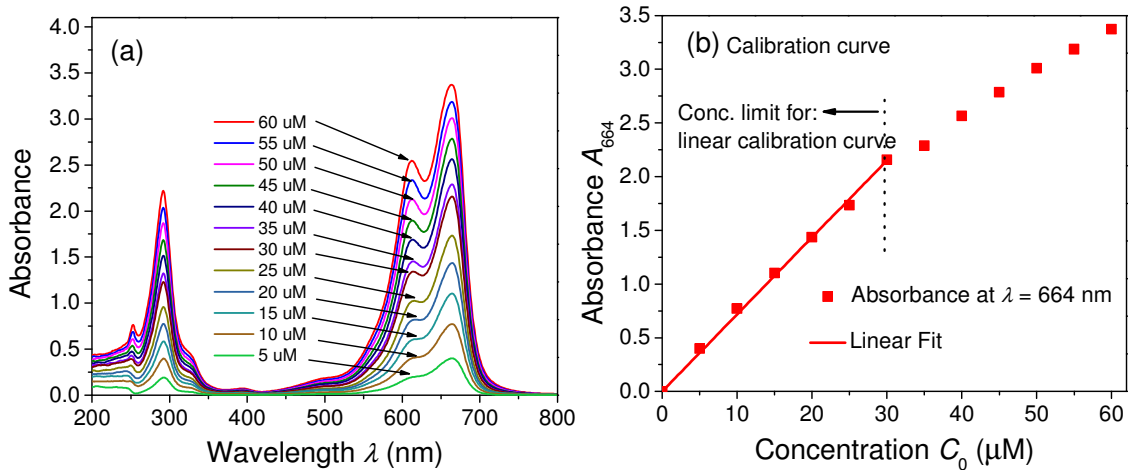 (a)
4.0
3.5
3.0
2.5
2.0
1.5
1.0
0.5
0.0
Absorbance
60 uM
55 uM
50 uM
45 uM
40 uM
35 uM
30 uM
25 uM
20 uM
15 uM
10 uM
5 uM
200 300 400 500 600 700 800
Wavelength λ (nm)
(b) Calibration curve
3.5
3.0
2.5
2.0
1.5
1.0
0.5
0.0
Absorbance A664
Conc. limit for:
linear calibration curve
Absorbance at λ = 664 nm
Linear Fit
0 10 20 30 40 50 60
Concentration C0 (μM)